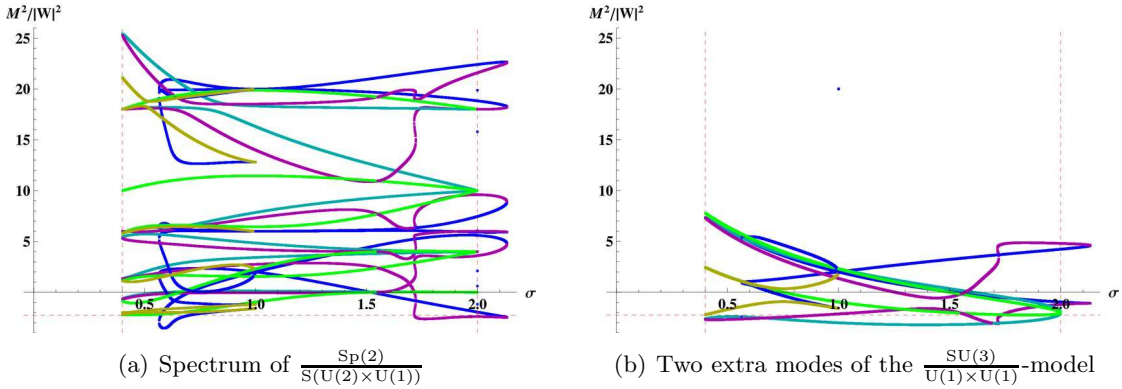 M²/|W|²
25
20
15
10
5
0.5 1.0 1.5 2.0 σ
(a) Spectrum of Sp(2)/S(U(2)×U(1))
M²/|W|²
25
20
15
10
5
0.5 1.0 1.5 2.0 σ
(b) Two extra modes of the SU(3)/U(1)×U(1)-model